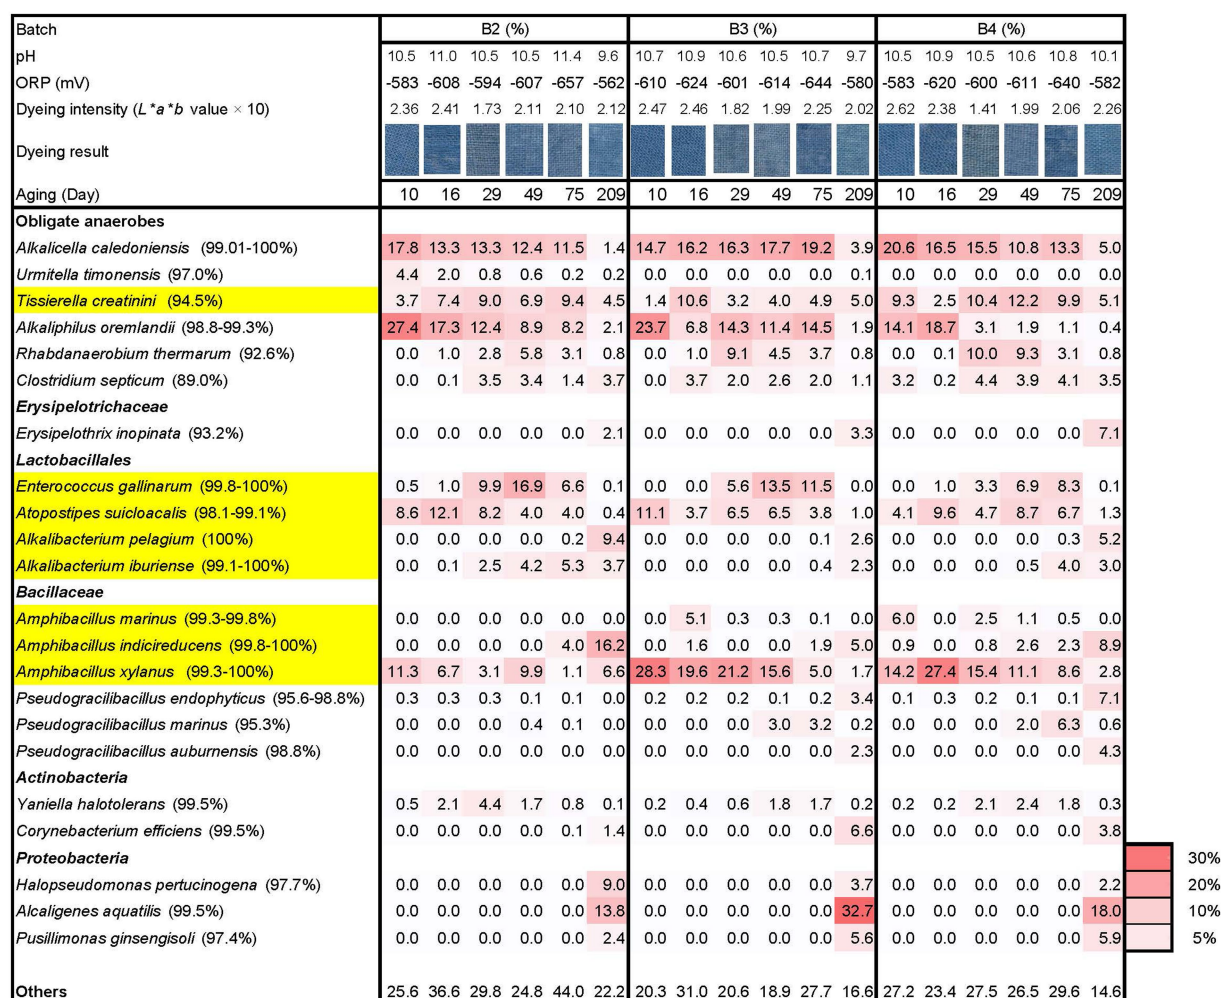 Batch B2 (%) B3 (%) B4 (%)
pH 10.5 11.0 10.5 10.5 11.4 9.6 10.7 10.9 10.6 10.5 10.7 9.7 10.5 10.9 10.5 10.6 10.8 10.1
ORP (mV) -583 -608 -594 -607 -657 -562 -610 -624 -601 -614 -644 -580 -583 -620 -600 -611 -640 -582
Dyeing intensity (L*a*b value × 10) 2.36 2.41 1.73 2.11 2.10 2.12 2.47 2.46 1.82 1.99 2.25 2.02 2.62 2.38 1.41 1.99 2.06 2.26
Dyeing result
Aging (Day) 10 16 29 49 75 209 10 16 29 49 75 209 10 16 29 49 75 209
Obligate anaerobes
Alkalicella caledoniensis (99.01-100%) 17.8 13.3 13.3 12.4 11.5 1.4 14.7 16.2 16.3 17.7 19.2 3.9 20.6 16.5 15.5 10.8 13.3 5.0
Urmitella timonensis (97.0%) 4.4 2.0 0.8 0.6 0.2 0.2 0.0 0.0 0.0 0.0 0.0 0.1 0.0 0.0 0.0 0.0 0.0 0.0
Tissierella creatinini (94.5%) 3.7 7.4 9.0 6.9 9.4 4.5 1.4 10.6 3.2 4.0 4.9 5.0 9.3 2.5 10.4 12.2 9.9 5.1
Alkaliphilus oremlandii (98.8-99.3%) 27.4 17.3 12.4 8.9 8.2 2.1 23.7 6.8 14.3 11.4 14.5 1.9 14.1 18.7 3.1 1.9 1.1 0.4
Rhabdanaerobium thermarum (92.6%) 0.0 1.0 2.8 5.8 3.1 0.8 0.0 1.0 9.1 4.5 3.7 0.8 0.0 0.1 10.0 9.3 3.1 0.8
Clostridium septicum (89.0%) 0.0 0.1 3.5 3.4 1.4 3.7 0.0 3.7 2.0 2.6 2.0 1.1 3.2 0.2 4.4 3.9 4.1 3.5
Erysipelotrichaceae
Erysipelothrix inopinata (93.2%) 0.0 0.0 0.0 0.0 0.0 2.1 0.0 0.0 0.0 0.0 0.0 3.3 0.0 0.0 0.0 0.0 0.0 7.1
Lactobacillales
Enterococcus gallinarum (99.8-100%) 0.5 1.0 9.9 16.9 6.6 0.1 0.0 0.0 5.6 13.5 11.5 0.0 0.0 1.0 3.3 6.9 8.3 0.1
Atopostipes suicloacalis (98.1-99.1%) 8.6 12.1 8.2 4.0 4.0 0.4 11.1 3.7 6.5 6.5 3.8 1.0 4.1 9.6 4.7 8.7 6.7 1.3
Alkalibacterium pelagium (100%) 0.0 0.0 0.0 0.0 0.2 9.4 0.0 0.0 0.0 0.0 0.1 2.6 0.0 0.0 0.0 0.0 0.3 5.2
Alkalibacterium iburiense (99.1-100%) 0.0 0.1 2.5 4.2 5.3 3.7 0.0 0.0 0.0 0.0 0.4 2.3 0.0 0.0 0.0 0.5 4.0 3.0
Bacillaceae
Amphibacillus marinus (99.3-99.8%) 0.0 0.0 0.0 0.0 0.0 0.0 0.0 5.1 0.3 0.3 0.1 0.0 6.0 0.0 2.5 1.1 0.5 0.0
Amphibacillus indicireducens (99.8-100%) 0.0 0.0 0.0 0.0 4.0 16.2 0.0 1.6 0.0 0.0 1.9 5.0 0.9 0.0 0.8 2.6 2.3 8.9
Amphibacillus xylanus (99.3-100%) 11.3 6.7 3.1 9.9 1.1 6.6 28.3 19.6 21.2 15.6 5.0 1.7 14.2 27.4 15.4 11.1 8.6 2.8
Pseudogracilibacillus endophyticus (95.6-98.8%) 0.3 0.3 0.3 0.1 0.1 0.0 0.2 0.2 0.2 0.1 0.2 3.4 0.1 0.3 0.2 0.1 0.1 7.1
Pseudogracilibacillus marinus (95.3%) 0.0 0.0 0.0 0.4 0.1 0.0 0.0 0.0 0.0 3.0 3.2 0.2 0.0 0.0 0.0 2.0 6.3 0.6
Pseudogracilibacillus auburnensis (98.8%) 0.0 0.0 0.0 0.0 0.0 0.0 0.0 0.0 0.0 0.0 0.0 2.3 0.0 0.0 0.0 0.0 0.0 4.3
Actinobacteria
Yaniella halotolerans (99.5%) 0.5 2.1 4.4 1.7 0.8 0.1 0.2 0.4 0.6 1.8 1.7 0.2 0.2 0.2 2.1 2.4 1.8 0.3
Corynebacterium efficiens (99.5%) 0.0 0.0 0.0 0.0 0.1 1.4 0.0 0.0 0.0 0.0 0.0 6.6 0.0 0.0 0.0 0.0 0.0 3.8
Proteobacteria 30%
Halopseudomonas pertucinogena (97.7%) 0.0 0.0 0.0 0.0 0.0 9.0 0.0 0.0 0.0 0.0 0.0 3.7 0.0 0.0 0.0 0.0 0.0 2.2 20%
Alcaligenes aquatilis (99.5%) 0.0 0.0 0.0 0.0 0.0 13.8 0.0 0.0 0.0 0.0 0.0 32.7 0.0 0.0 0.0 0.0 0.0 18.0 10%
Pusillimonas ginsengisoli (97.4%) 0.0 0.0 0.0 0.0 0.0 2.4 0.0 0.0 0.0 0.0 0.0 5.6 0.0 0.0 0.0 0.0 0.0 5.9 5%
Others 25.6 36.6 29.8 24.8 44.0 22.2 20.3 31.0 20.6 18.9 27.7 16.6 27.2 23.4 27.5 26.5 29.6 14.6